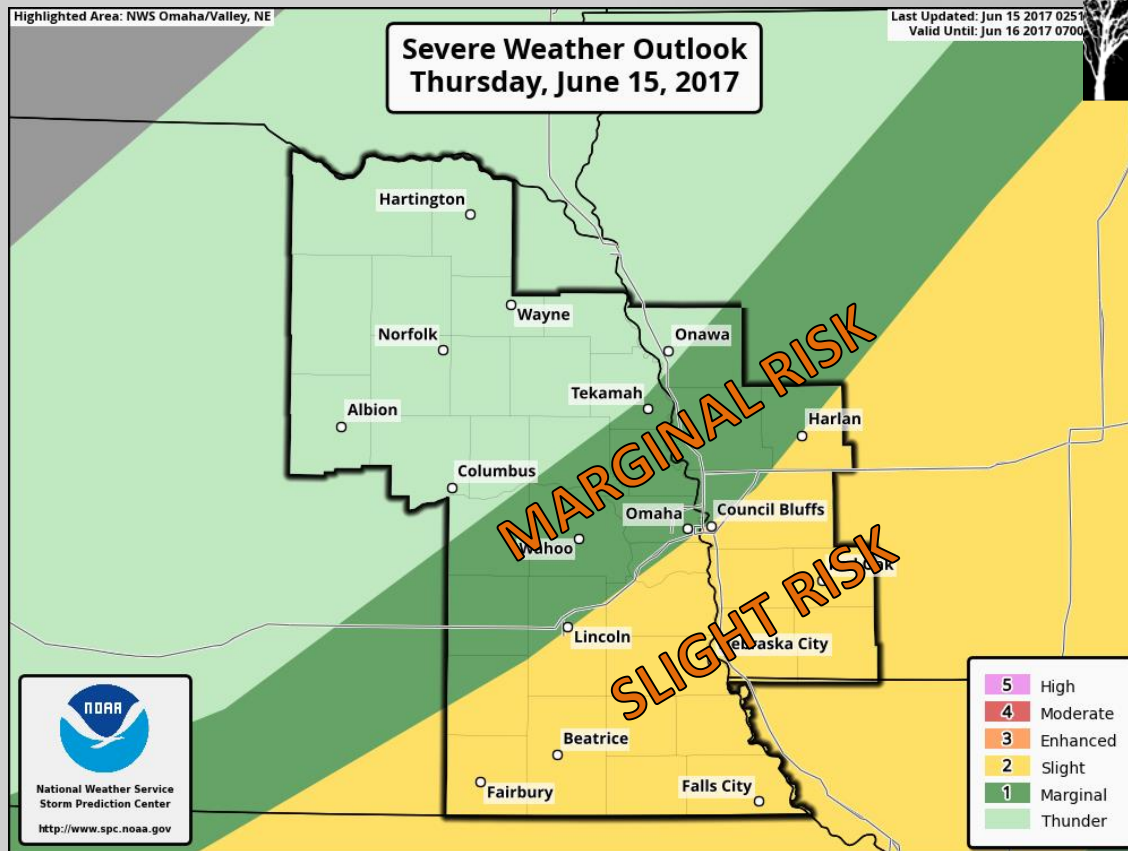 Highlighted Area: NWS Omaha/Valley, NE
Last Updated: Jun 15 2017 0251
Valid Until: Jun 16 2017 0700
Severe Weather Outlook
Thursday, June 15, 2017
Hartington
Wayne
Norfolk
Onawa
Tekamah
Albion
Harlan
MARGINAL RISK
Columbus
Omaha
Council Bluffs
Wahoo
SLIGHT RISK
Lincoln
Nebraska City
Beatrice
Fairbury
Falls City
NOAA
National Weather Service
Storm Prediction Center
http://www.spc.noaa.gov
5 High
4 Moderate
3 Enhanced
2 Slight
1 Marginal
Thunder